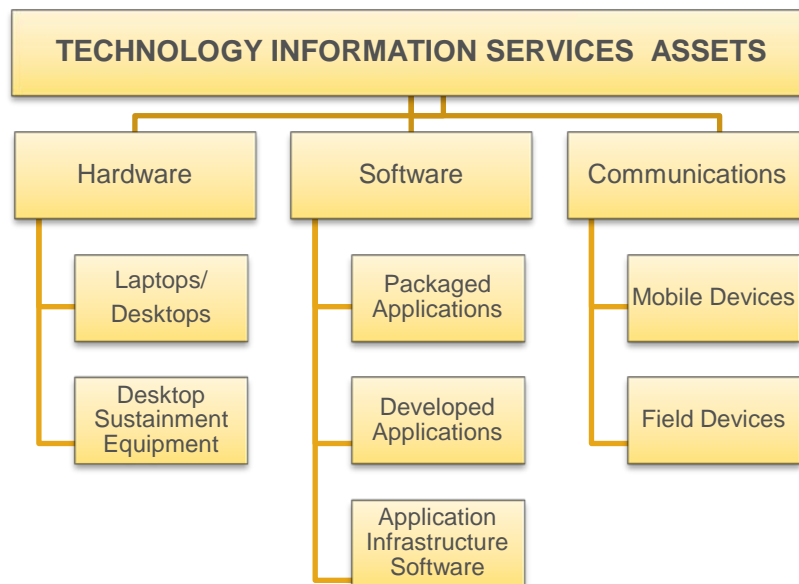 TECHNOLOGY INFORMATION SERVICES ASSETS
Hardware
Laptops/
Desktops
Desktop
Sustainment
Equipment
Software
Packaged
Applications
Developed
Applications
Application
Infrastructure
Software
Communications
Mobile Devices
Field Devices